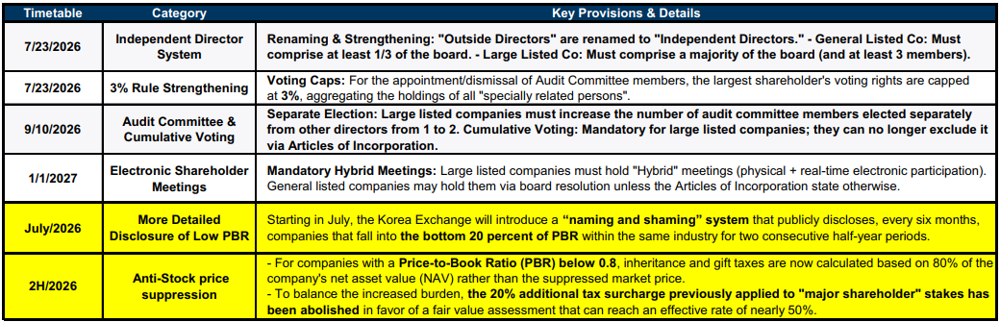 Timetable Category Key Provisions & Details
7/23/2026
Independent Director
System
Renaming & Strengthening: "Outside Directors" are renamed to "Independent Directors." - General Listed Co: Must
comprise at least 1/3 of the board. - Large Listed Co: Must comprise a majority of the board (and at least 3 members).
7/23/2026
3% Rule Strengthening
Voting Caps: For the appointment/dismissal of Audit Committee members, the largest shareholder's voting rights are capped
at 3%, aggregating the holdings of all "specially related persons".
9/10/2026
Audit Committee &
Cumulative Voting
Separate Election: Large listed companies must increase the number of audit committee members elected separately
from other directors from 1 to 2. Cumulative Voting: Mandatory for large listed companies; they can no longer exclude it
via Articles of Incorporation.
1/1/2027
Electronic Shareholder
Meetings
Mandatory Hybrid Meetings: Large listed companies must hold "Hybrid" meetings (physical + real-time electronic participation).
General listed companies may hold them via board resolution unless the Articles of Incorporation state otherwise.
July/2026
More Detailed
Disclosure of Low PBR
Starting in July, the Korea Exchange will introduce a “naming and shaming” system that publicly discloses, every six months,
companies that fall into the bottom 20 percent of PBR within the same industry for two consecutive half-year periods.
2H/2026
Anti-Stock price
suppression
- For companies with a Price-to-Book Ratio (PBR) below 0.8, inheritance and gift taxes are now calculated based on 80% of the
company's net asset value (NAV) rather than the suppressed market price.
- To balance the increased burden, the 20% additional tax surcharge previously applied to "major shareholder" stakes has
been abolished in favor of a fair value assessment that can reach an effective rate of nearly 50%.